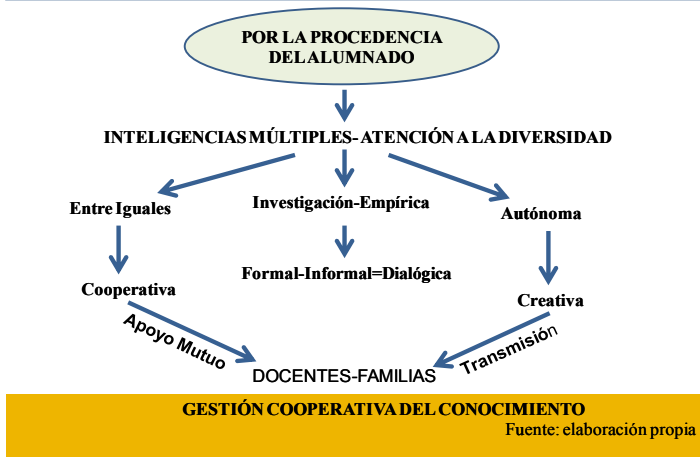 POR LA PROCEDENCIA
DEL ALUMNADO
INTELIGENCIAS MÚLTIPLES- ATENCIÓN A LA DIVERSIDAD
Entre Iguales
Investigación-Empírica
Autónoma
Formal-Informal=Dialógica
Cooperativa
Creativa
Apoyo Mutuo
Transmisión
DOCENTES-FAMILIAS
GESTIÓN COOPERATIVA DEL CONOCIMIENTO
Fuente: elaboración propia